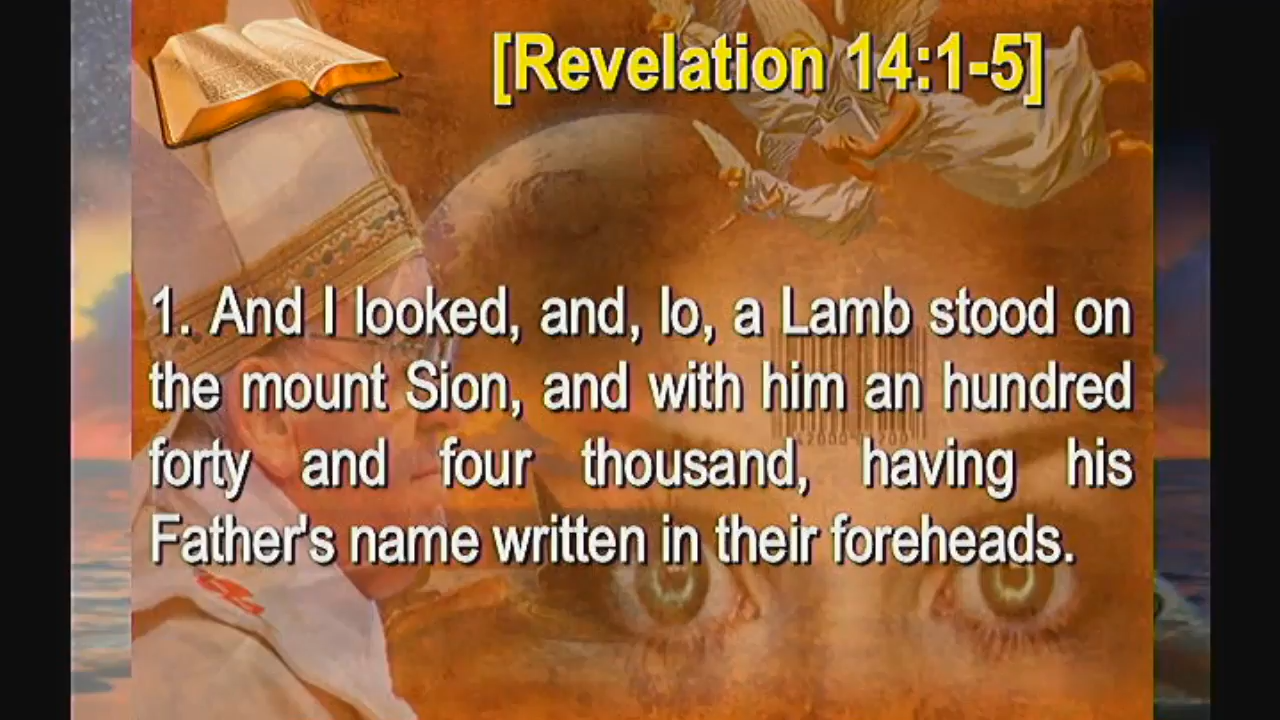 [Revelation 14:1-5]
1. And I looked, and, lo, a Lamb stood on
the mount Sion, and with him an hundred
forty and four thousand, having his
Father's name written in their foreheads.